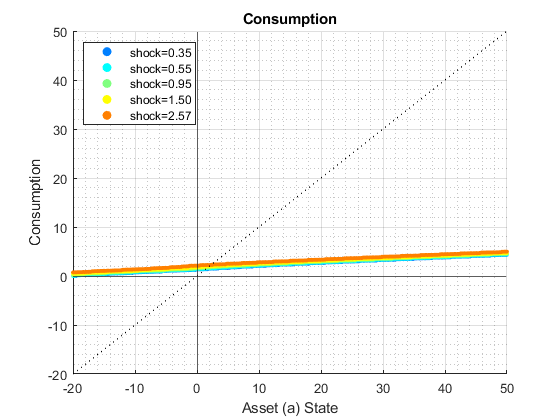 Consumption
50
40
30
20
10
0
-10
-20
Consumption
shock=0.35
shock=0.55
shock=0.95
shock=1.50
shock=2.57
-20 -10 0 10 20 30 40 50
Asset (a) State